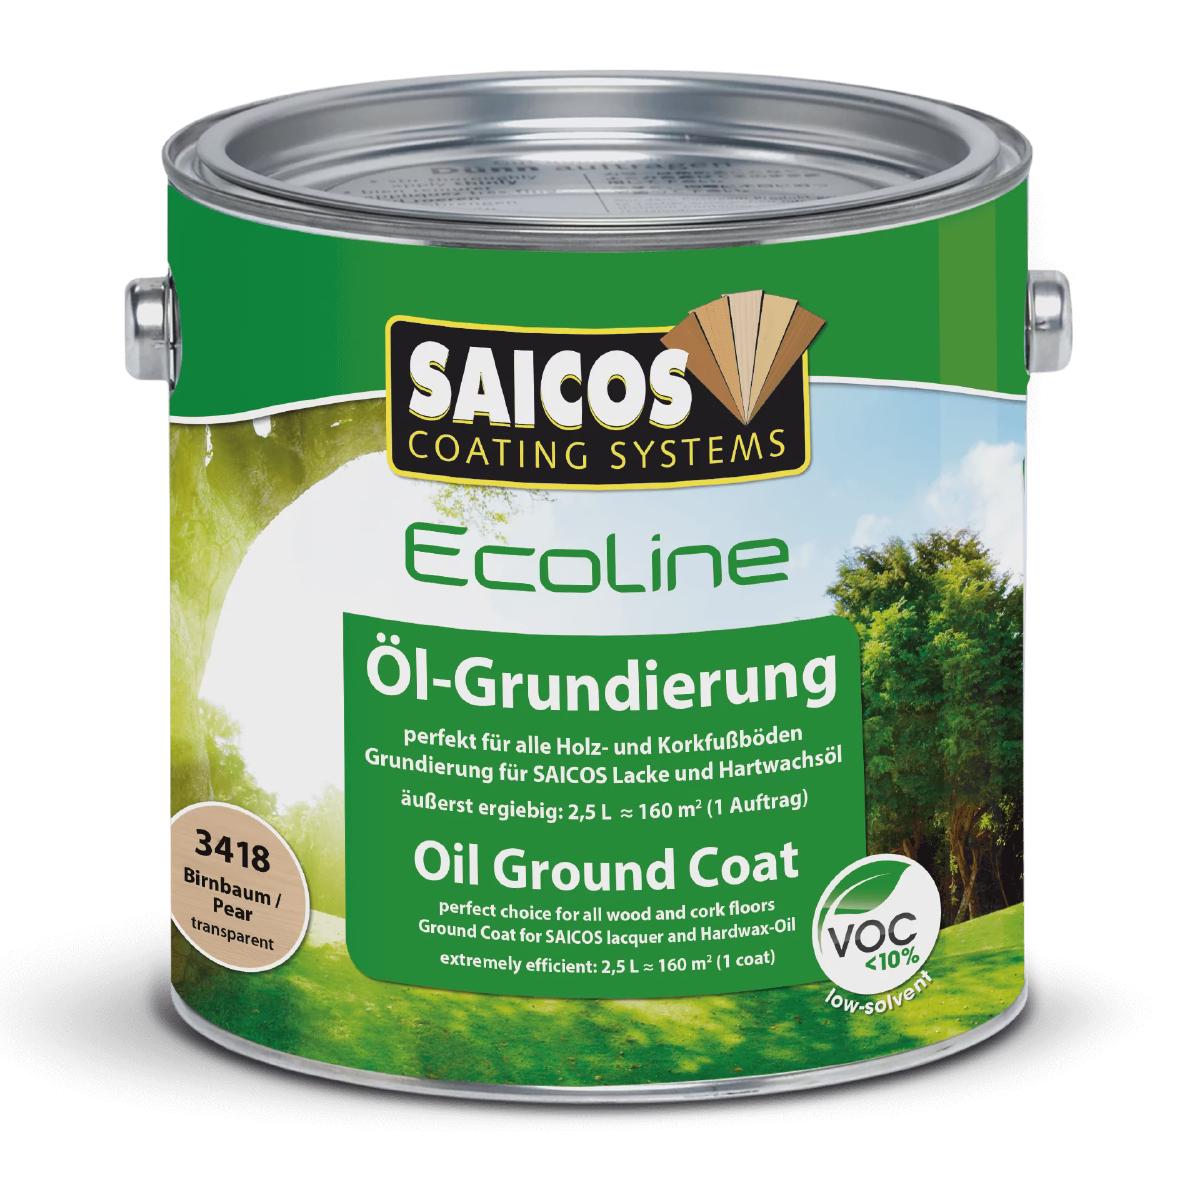 Dünn auftragen
SAICOS
COATING SYSTEMS
EcoLine
Öl-Grundierung
perfekt für alle Holz- und Korkfußböden
Grundierung für SAICOS Lacke und Hartwachsöl
äußerst ergiebig: 2,5 L ≈ 160 m² (1 Auftrag)
Oil Ground Coat
perfect choice for all wood and cork floors
Ground Coat for SAICOS lacquer and Hardwax-Oil
extremely efficient: 2,5 L ≈ 160 m² (1 coat)
3418
Birnbaum /
Pear
transparent
VOC
<10%
low-solvent